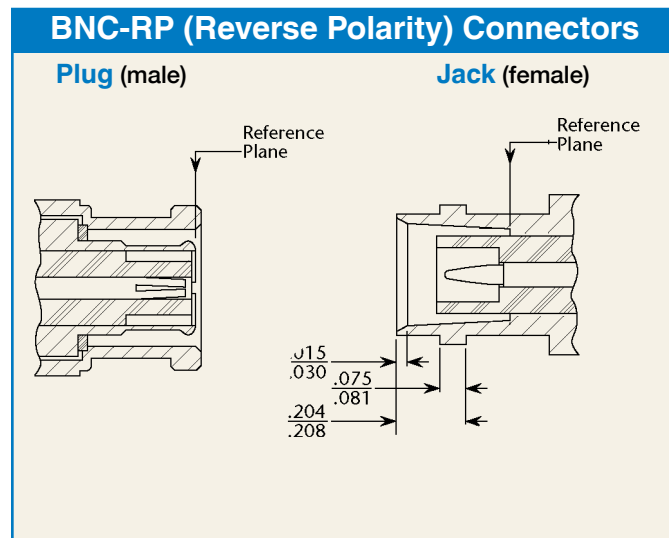 BNC-RP (Reverse Polarity) Connectors
Plug (male)
Jack (female)
Reference
Plane
Reference
Plane
.015
.030
.075
.081
.204
.208